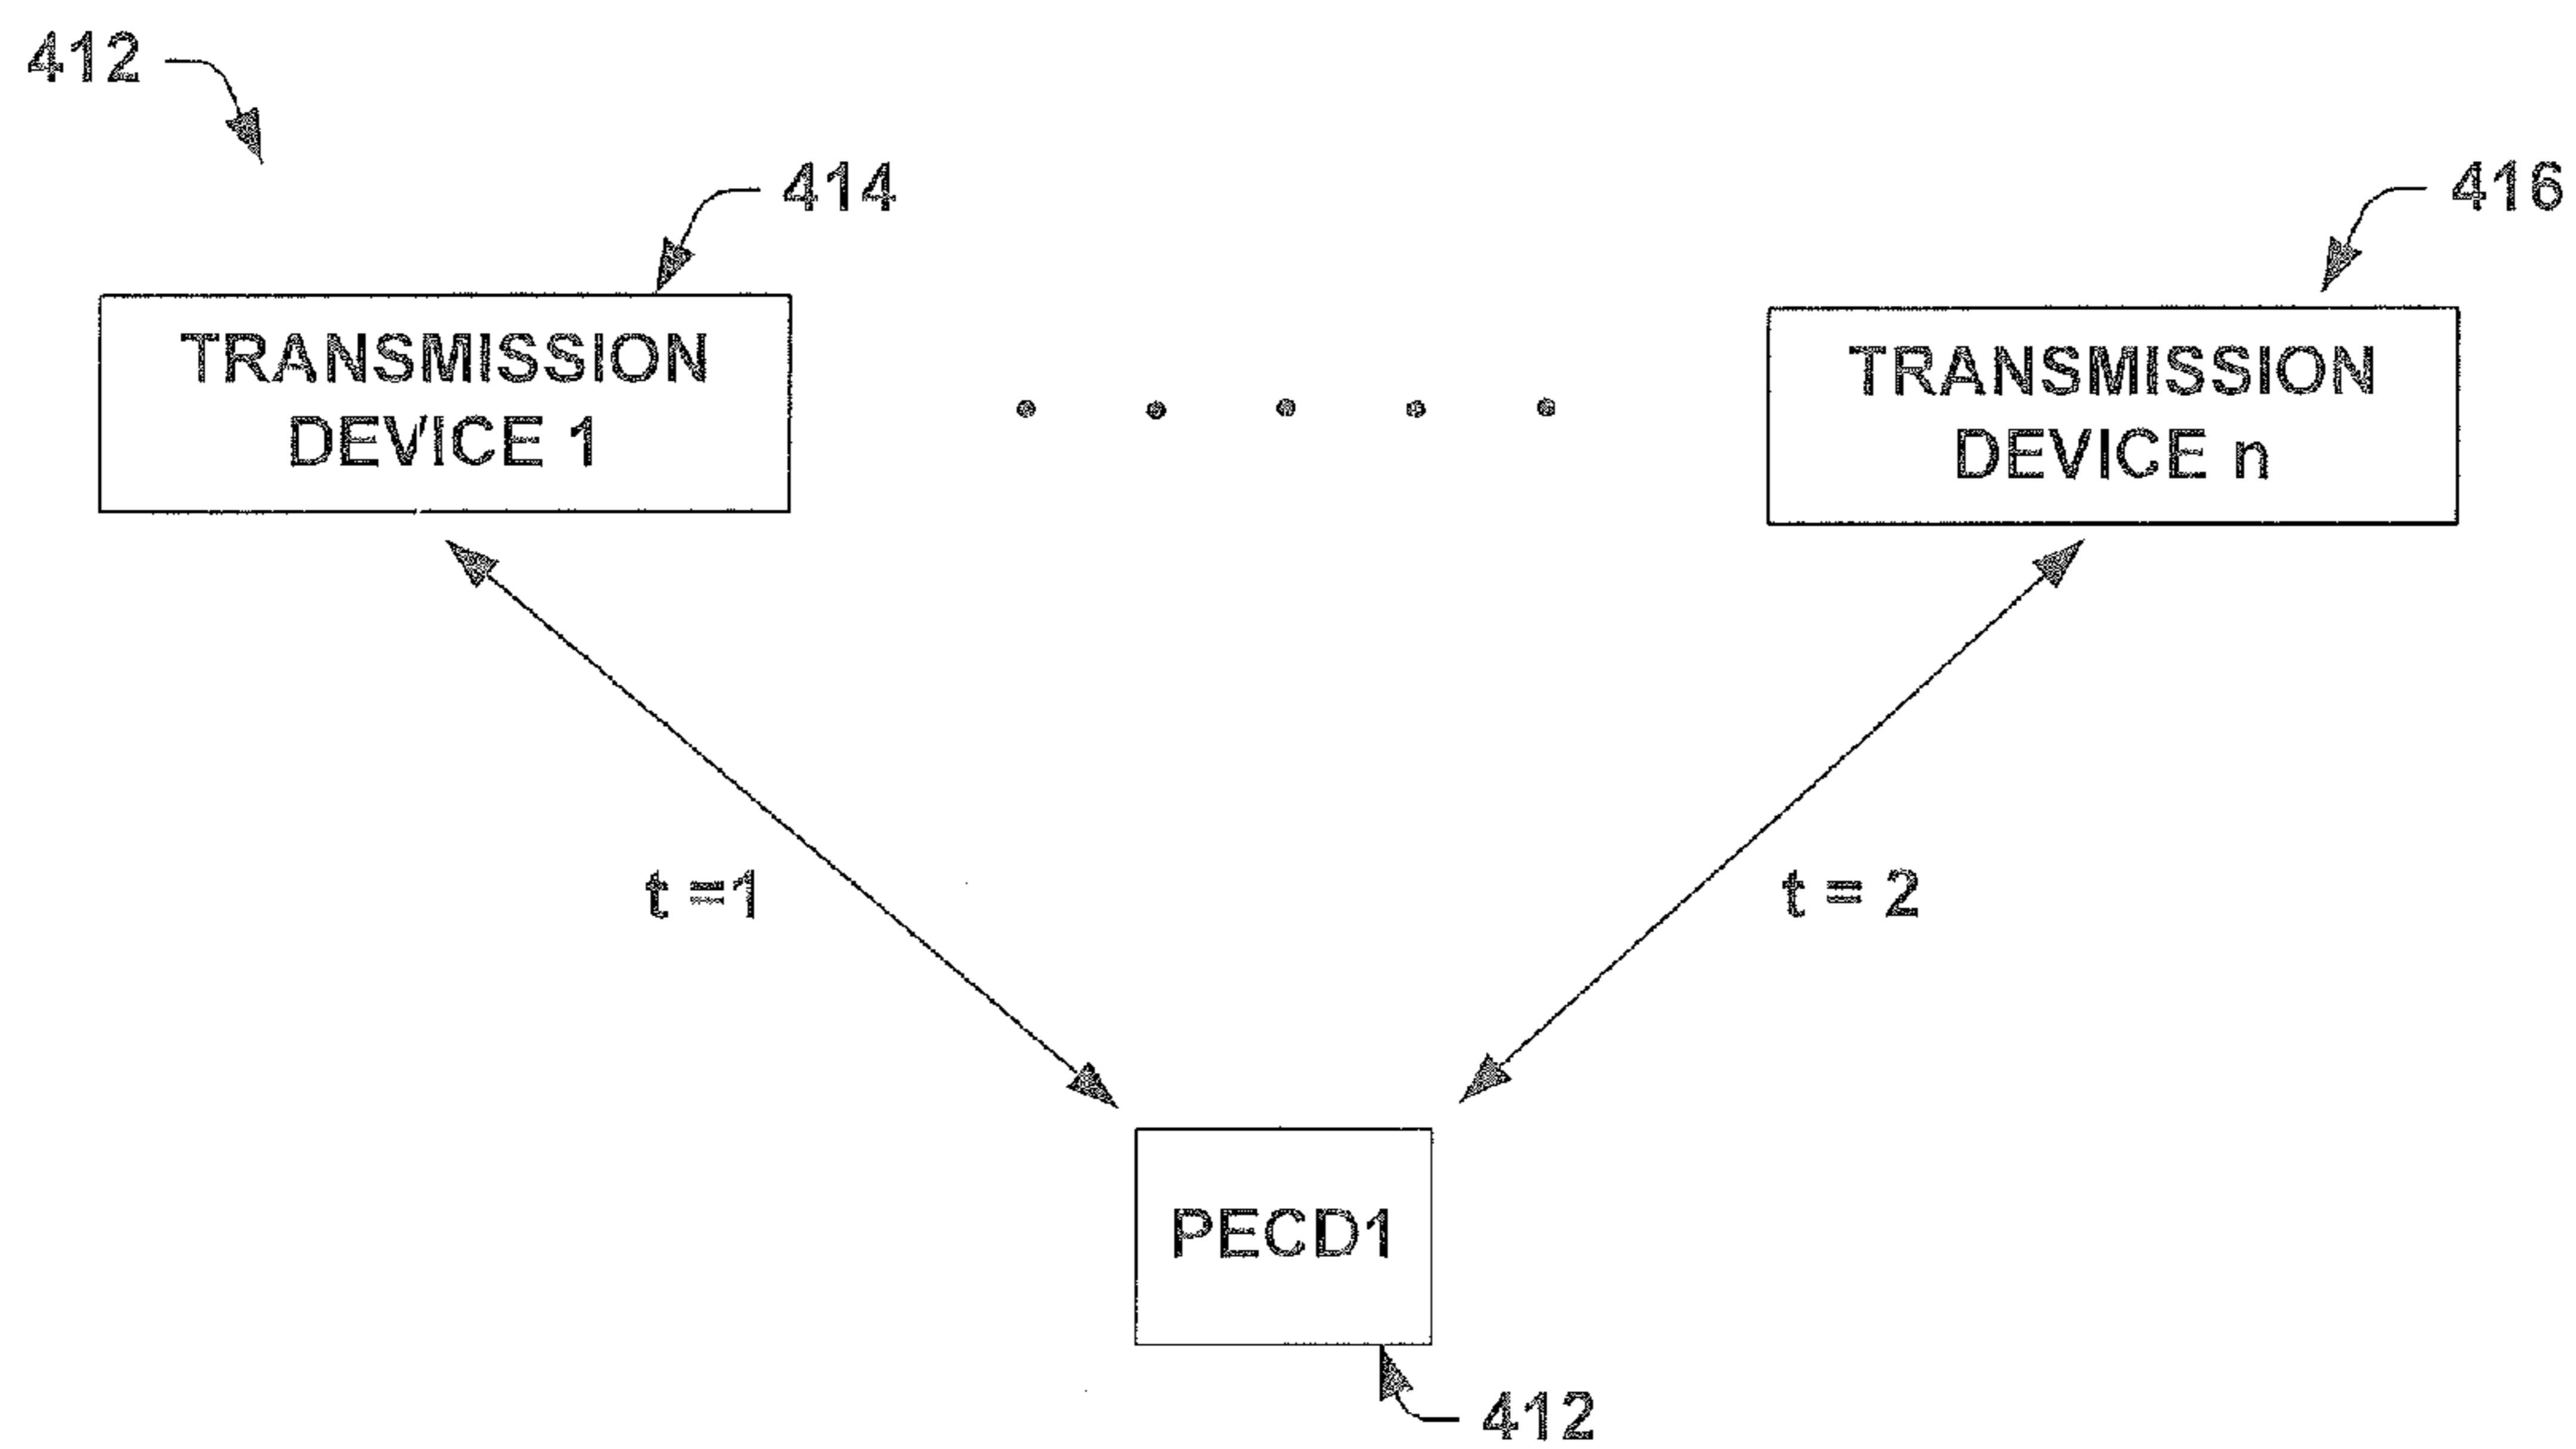 412
414
416
TRANSMISSION
DEVICE 1
TRANSMISSION
DEVICE n
t =1
t = 2
PECD1
412